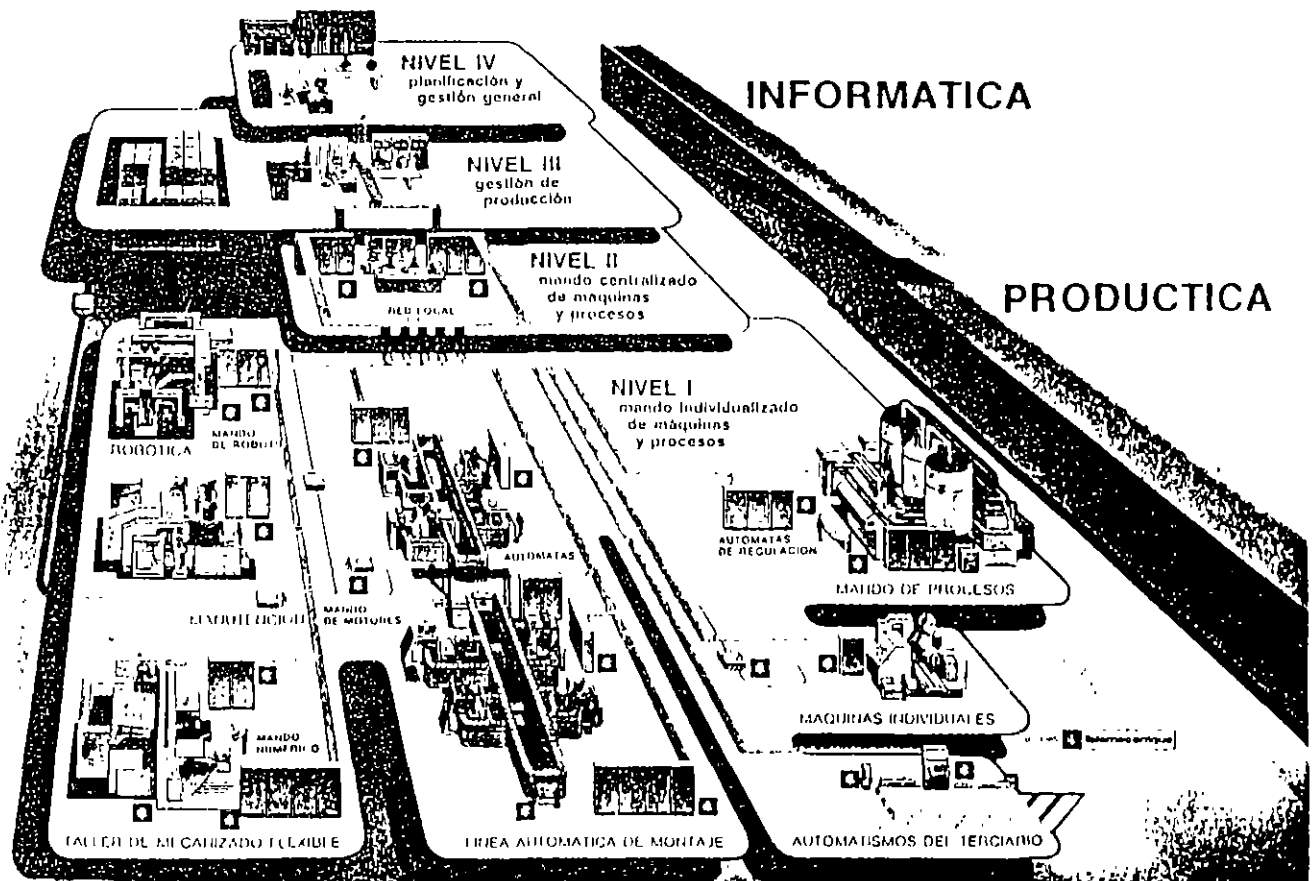 NIVEL IV
planificación y
gestión general
INFORMATICA
NIVEL III
gestión de
producción
NIVEL II
mando centralizado
de máquinas
y procesos
RED LOCAL
PRODUCTICA
NIVEL I
mando individualizado
de máquinas
y procesos
ROBOTICA
MANDO
DE ROBOT
AUTOMATAS
DE REGULACION
MANDO DE PROCESOS
AUTOMATAS
MANUTENCION
MANDO
DE MOTORES
MAQUINAS INDIVIDUALES
MANDO
NUMERICO
TALLER DE MECANIZADO FLEXIBLE
LINEA AUTOMATICA DE MONTAJE
AUTOMATISMOS DEL TERCIARIO